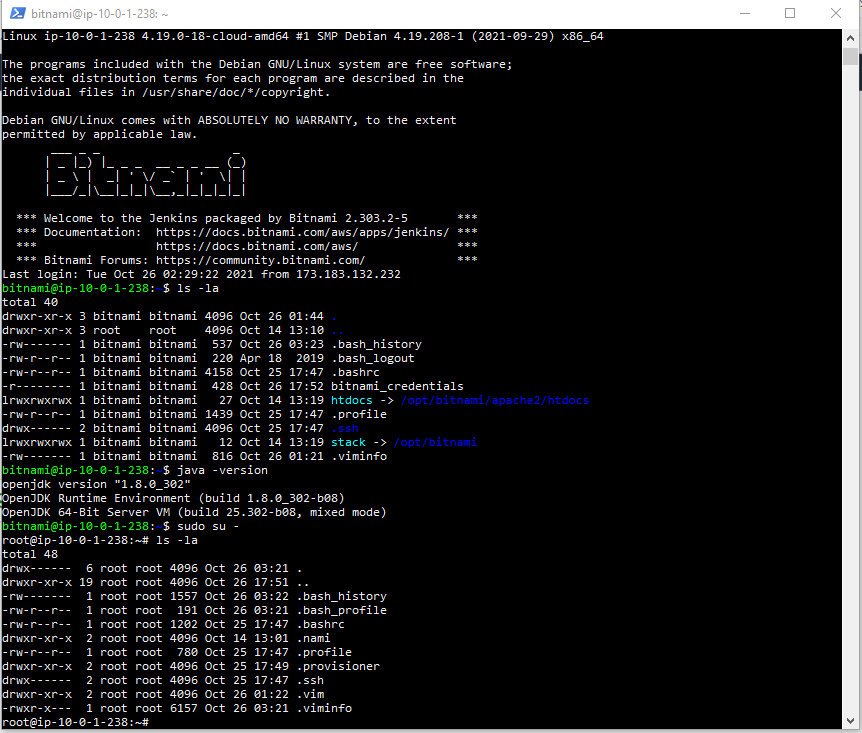 bitnami@ip-10-0-1-238: ~
Linux ip-10-0-1-238 4.19.0-18-cloud-amd64 #1 SMP Debian 4.19.208-1 (2021-09-29) x86_64
The programs included with the Debian GNU/Linux system are free software;
the exact distribution terms for each program are described in the
individual files in /usr/share/doc/*/copyright.
Debian GNU/Linux comes with ABSOLUTELY NO WARRANTY, to the extent
permitted by applicable law.
Bitnami
*** Welcome to the Jenkins packaged by Bitnami 2.303.2-5 ***
*** Documentation: https://docs.bitnami.com/aws/apps/jenkins/ ***
*** https://docs.bitnami.com/aws/ ***
*** Bitnami Forums: https://community.bitnami.com/ ***
Last login: Tue Oct 26 02:29:22 2021 from 173.183.132.232
bitnami@ip-10-0-1-238:~$ ls -la
total 40
drwxr-xr-x 3 bitnami bitnami 4096 Oct 26 01:44 .
drwxr-xr-x 3 root root 4096 Oct 14 13:10 ..
-rw------- 1 bitnami bitnami 537 Oct 26 03:23 .bash_history
-rw-r--r-- 1 bitnami bitnami 220 Apr 18 2019 .bash_logout
-rw-r--r-- 1 bitnami bitnami 4158 Oct 25 17:47 .bashrc
-r-------- 1 bitnami bitnami 428 Oct 26 17:52 bitnami_credentials
lrwxrwxrwx 1 bitnami bitnami 27 Oct 14 13:19 htdocs -> /opt/bitnami/apache2/htdocs
-rw-r--r-- 1 bitnami bitnami 1439 Oct 25 17:47 .profile
drwx------ 2 bitnami bitnami 4096 Oct 25 17:47 .ssh
lrwxrwxrwx 1 bitnami bitnami 12 Oct 14 13:19 stack -> /opt/bitnami
-rw------- 1 bitnami bitnami 816 Oct 26 01:21 .viminfo
bitnami@ip-10-0-1-238:~$ java -version
openjdk version "1.8.0_302"
OpenJDK Runtime Environment (build 1.8.0_302-b08)
OpenJDK 64-Bit Server VM (build 25.302-b08, mixed mode)
bitnami@ip-10-0-1-238:~$ sudo su -
root@ip-10-0-1-238:~# ls -la
total 48
drwx------ 6 root root 4096 Oct 26 03:21 .
drwxr-xr-x 19 root root 4096 Oct 26 17:51 ..
-rw------- 1 root root 1557 Oct 26 03:22 .bash_history
-rw-r--r-- 1 root root 191 Oct 26 03:21 .bash_profile
-rw-r--r-- 1 root root 1202 Oct 25 17:47 .bashrc
drwxr-xr-x 2 root root 4096 Oct 14 13:01 .nami
-rw-r--r-- 1 root root 780 Oct 25 17:47 .profile
drwxr-xr-x 2 root root 4096 Oct 25 17:49 .provisioner
drwx------ 2 root root 4096 Oct 25 17:47 .ssh
drwxr-xr-x 2 root root 4096 Oct 26 01:22 .vim
-rwxr-x--- 1 root root 6157 Oct 26 03:21 .viminfo
root@ip-10-0-1-238:~#